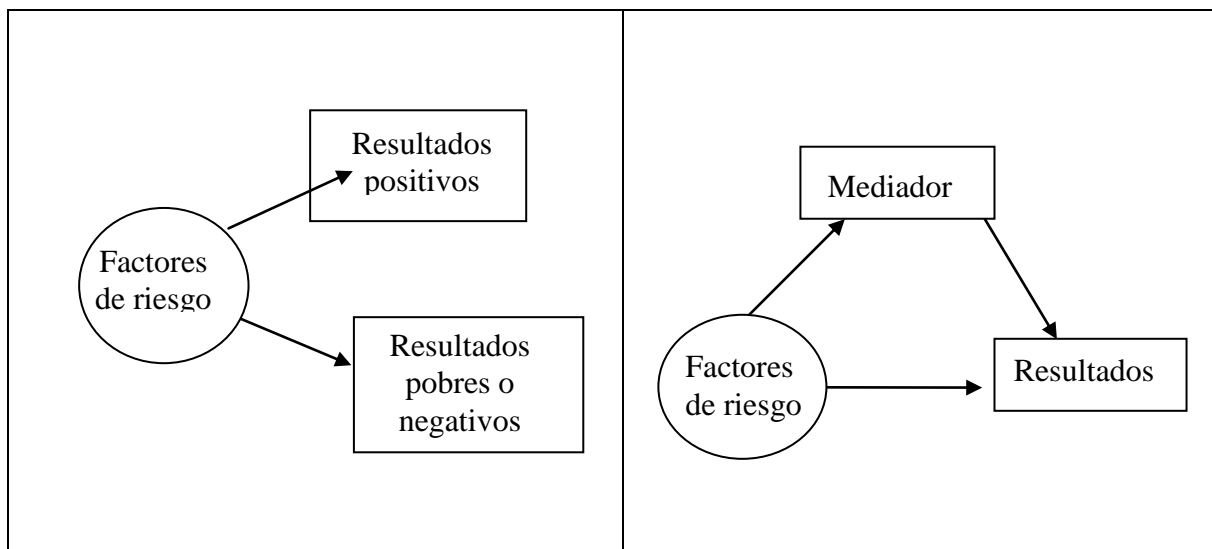 Resultados
positivos
Factores
de riesgo
Resultados
pobres o
negativos
Mediador
Factores
de riesgo
Resultados